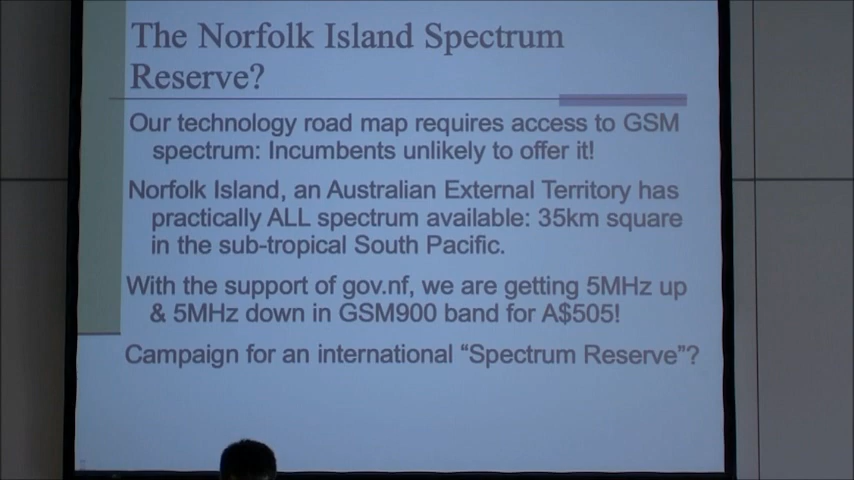 The Norfolk Island Spectrum
Reserve?
Our technology road map requires access to GSM
spectrum: Incumbents unlikely to offer it!
Norfolk Island, an Australian External Territory has
practically ALL spectrum available: 35km square
in the sub-tropical South Pacific.
With the support of gov.nf, we are getting 5MHz up
& 5MHz down in GSM900 band for A$505!
Campaign for an international “Spectrum Reserve”?